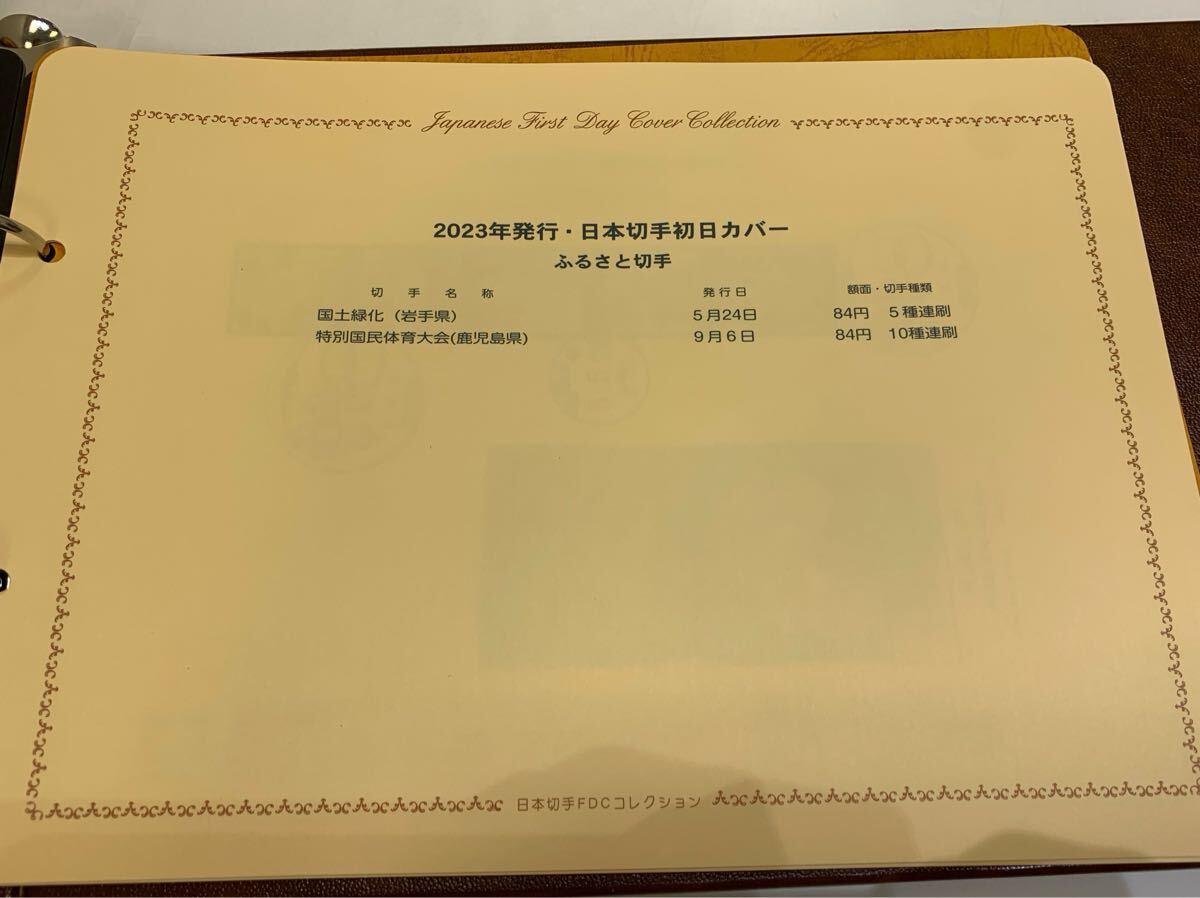 Japanese First Day Cover Collection
2023年発行・日本切手初日カバー
ふるさと切手
切手名称 発行日 額面・切手種類
国土緑化（岩手県） 5月24日 84円 5種連刷
特別国民体育大会(鹿児島県) 9月6日 84円 10種連刷
日本切手FDCコレクション